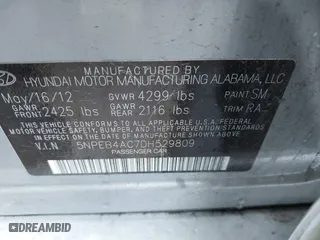 MANUFACTURED BY
HYUNDAI MOTOR MANUFACTURING ALABAMA, LLC
May/16/12 GVWR 4299 lbs PAINT SM
GAWR FRONT 2425 lbs GAWR REAR 2116 lbs TRIM RA
THIS VEHICLE CONFORMS TO ALL APPLICABLE
FEDERAL MOTOR VEHICLE SAFETY, BUMPER, AND THEFT
PREVENTION STANDARDS IN EFFECT ON THE DATE OF
MANUFACTURE SHOWN ABOVE.
V.I.N 5NPEB4AC7DH529809
PASSENGER CAR